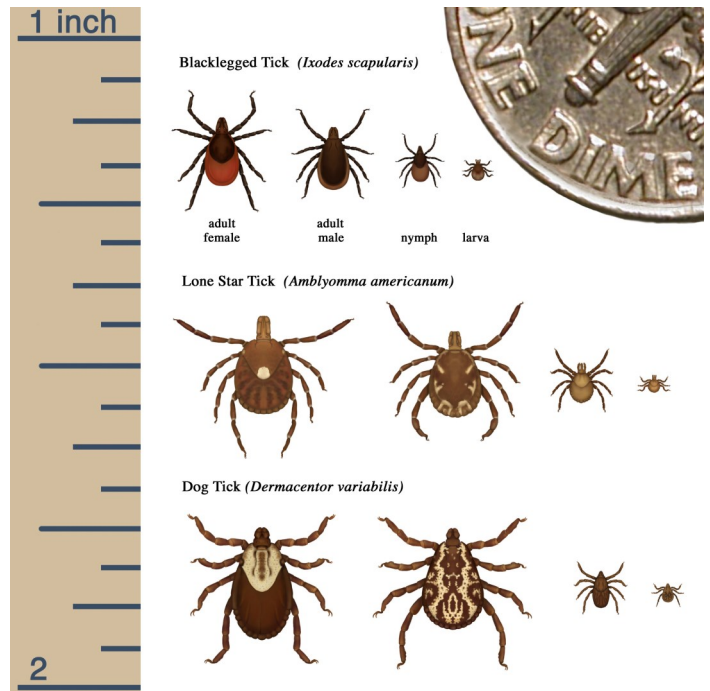 1 inch
Blacklegged Tick (Ixodes scapularis)
ONE DIME
adult
female
adult
male
nymph
larva
Lone Star Tick (Amblyomma americanum)
Dog Tick (Dermacentor variabilis)
2